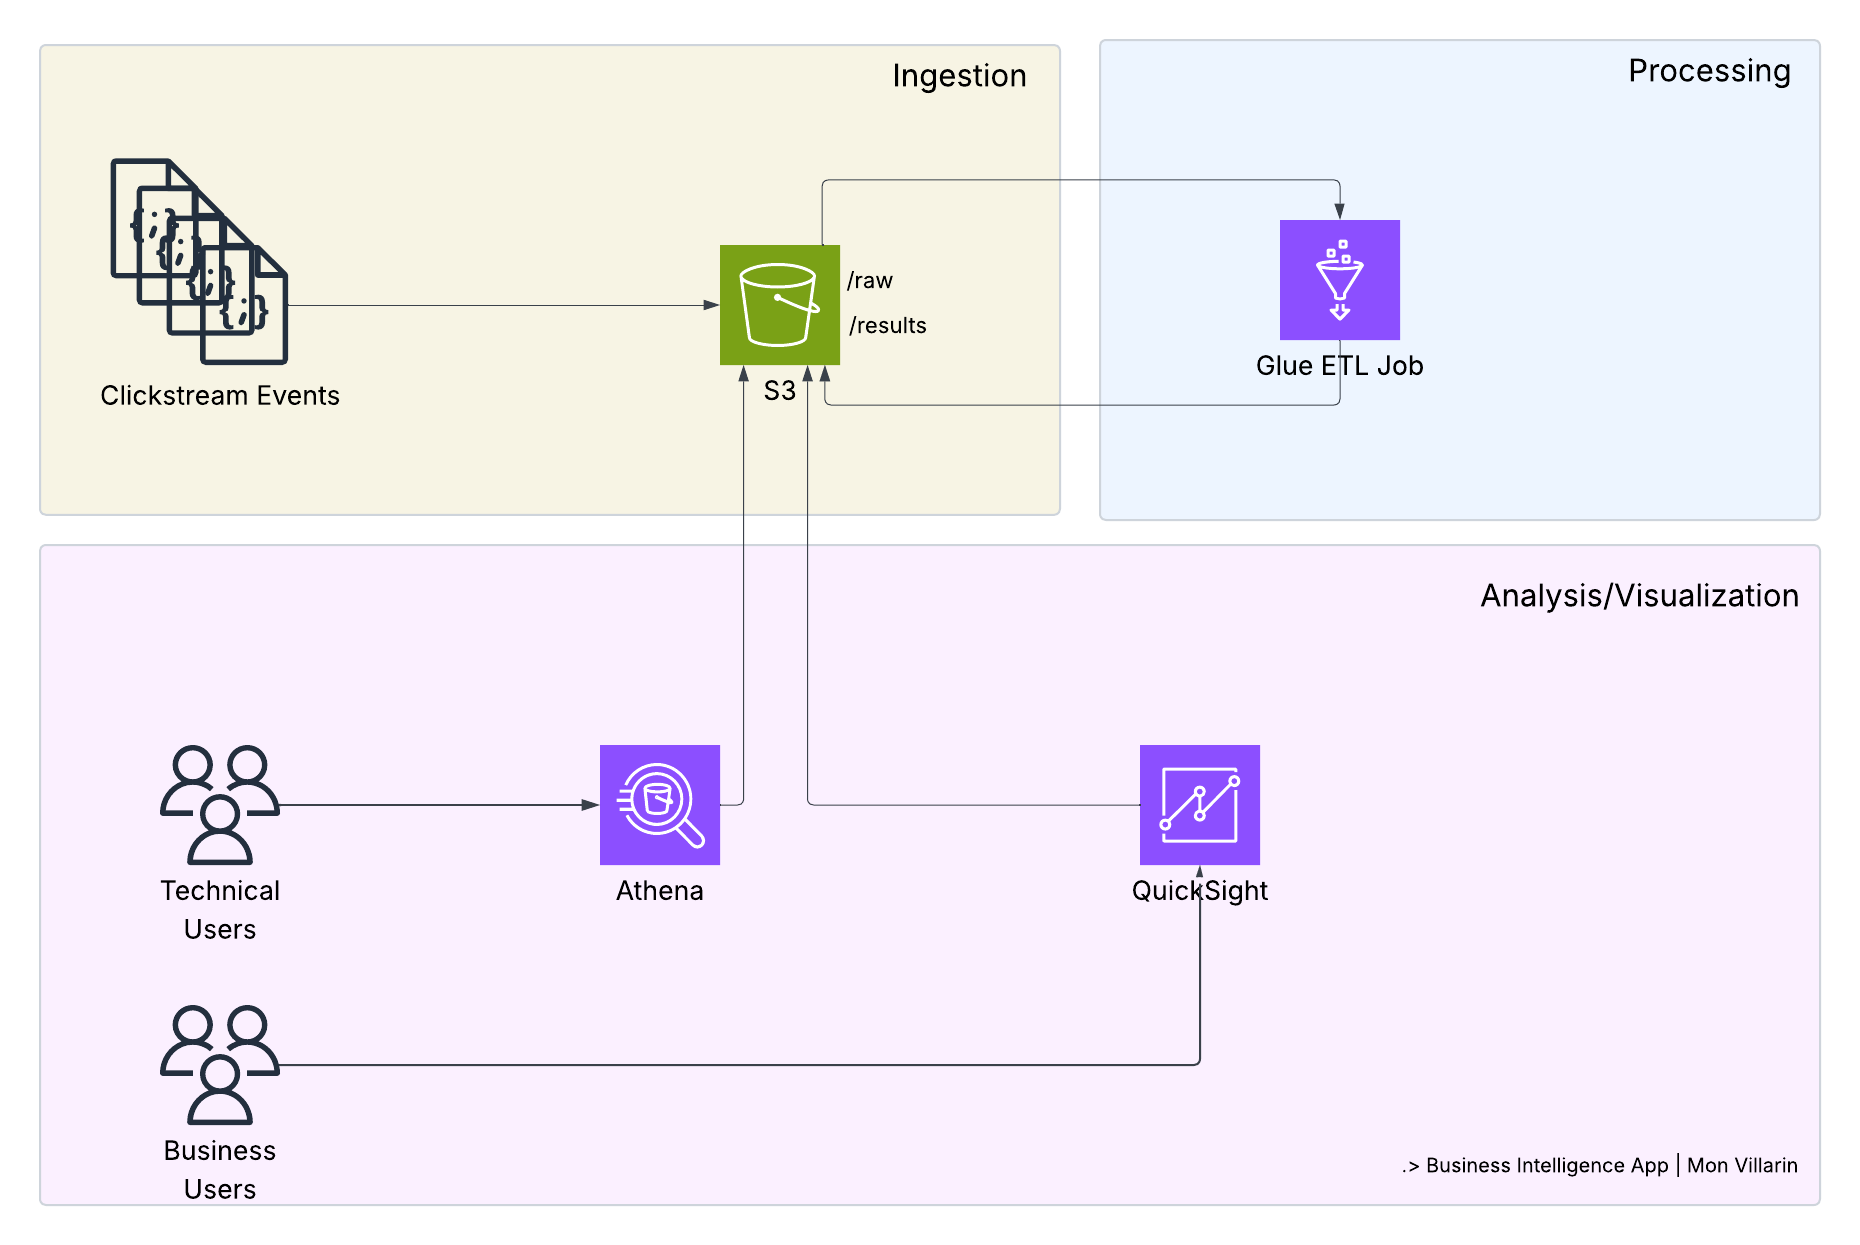 Ingestion
Processing
/raw
/results
S3
Clickstream Events
Glue ETL Job
Analysis/Visualization
Technical
Users
Athena
QuickSight
Business
Users
.> Business Intelligence App | Mon Villarin